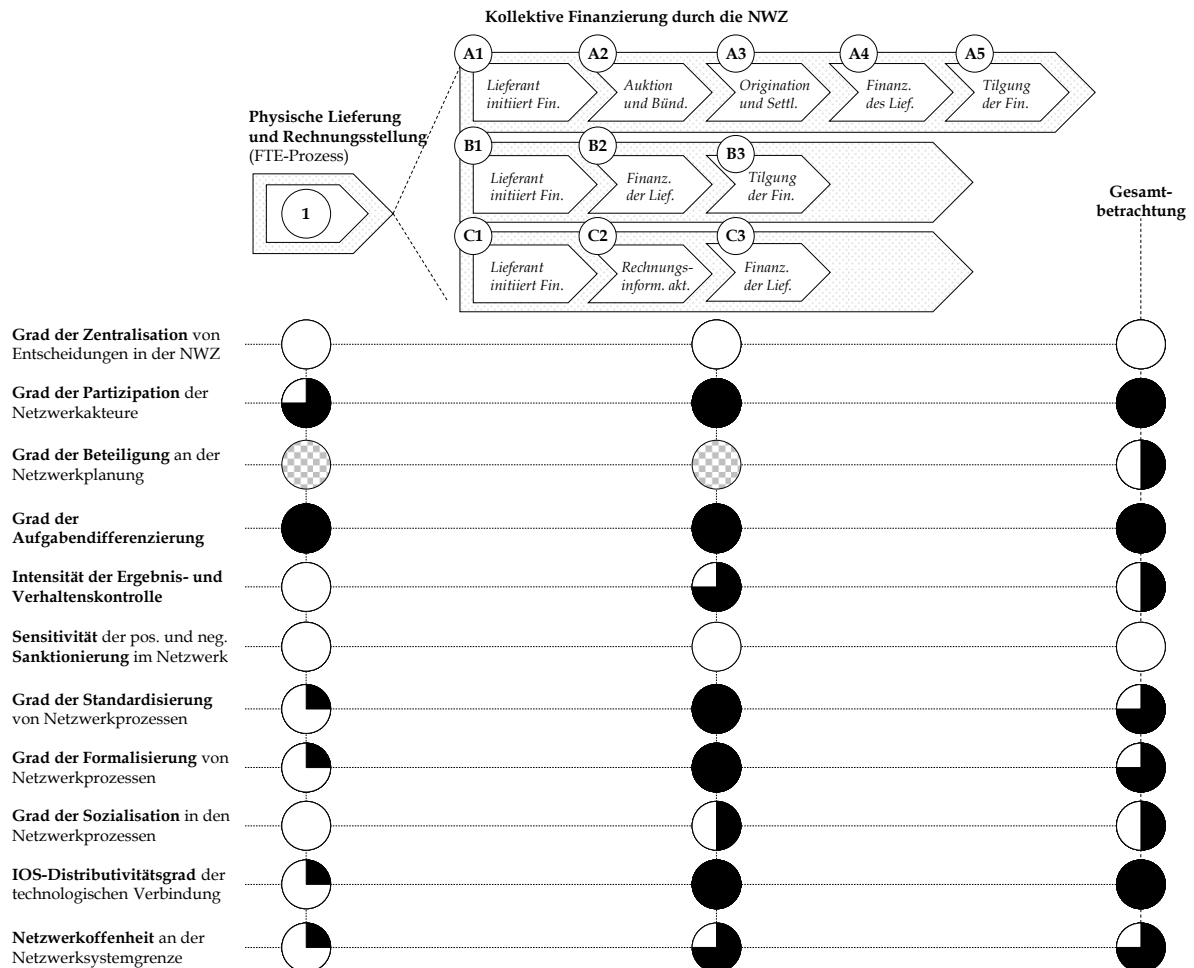 Kollektive Finanzierung durch die NWZ
A1
A2
A3
A4
A5
Lieferant
initiiert Fin.
Auktion
und Bünd.
Origination
und Settl.
Finanz.
des Lief.
Tilgung
der Fin.
Physische Lieferung
und Rechnungsstellung
(FTE-Prozess)
1
B1
B2
B3
Lieferant
initiiert Fin.
Finanz.
der Lief.
Tilgung
der Fin.
C1
C2
C3
Lieferant
initiiert Fin.
Rechnungs-
inform. akt.
Finanz.
der Lief.
Gesamt-
betrachtung
Grad der Zentralisation von
Entscheidungen in der NWZ
Grad der Partizipation der
Netzwerkakteure
Grad der Beteiligung an der
Netzwerkplanung
Grad der
Aufgabendifferenzierung
Intensität der Ergebnis- und
Verhaltenskontrolle
Sensitivität der pos. und neg.
Sanktionierung im Netzwerk
Grad der Standardisierung
von Netzwerkprozessen
Grad der Formalisierung von
Netzwerkprozessen
Grad der Sozialisation in den
Netzwerkprozessen
IOS-Distributivitätsgrad der
technologischen Verbindung
Netzwerkoffenheit an der
Netzwerksystemgrenze